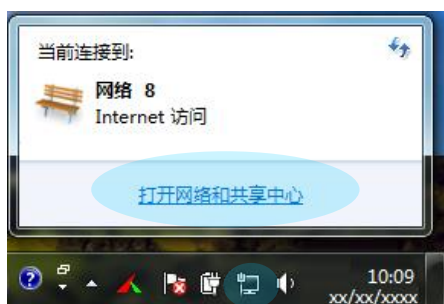 当前连接到:
网络 8
Internet 访问
打开网络和共享中心
10:09
xx/xx/xxxx